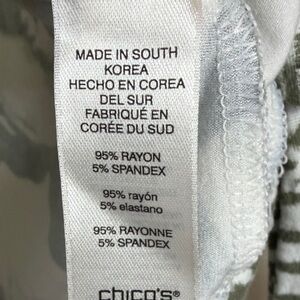 MADE IN SOUTH
KOREA
HECHO EN COREA
DEL SUR
FABRIQUÉ EN
CORÉE DU SUD
95% RAYON
5% SPANDEX
95% rayón
5% elastano
95% RAYONNE
5% SPANDEX
chico's®